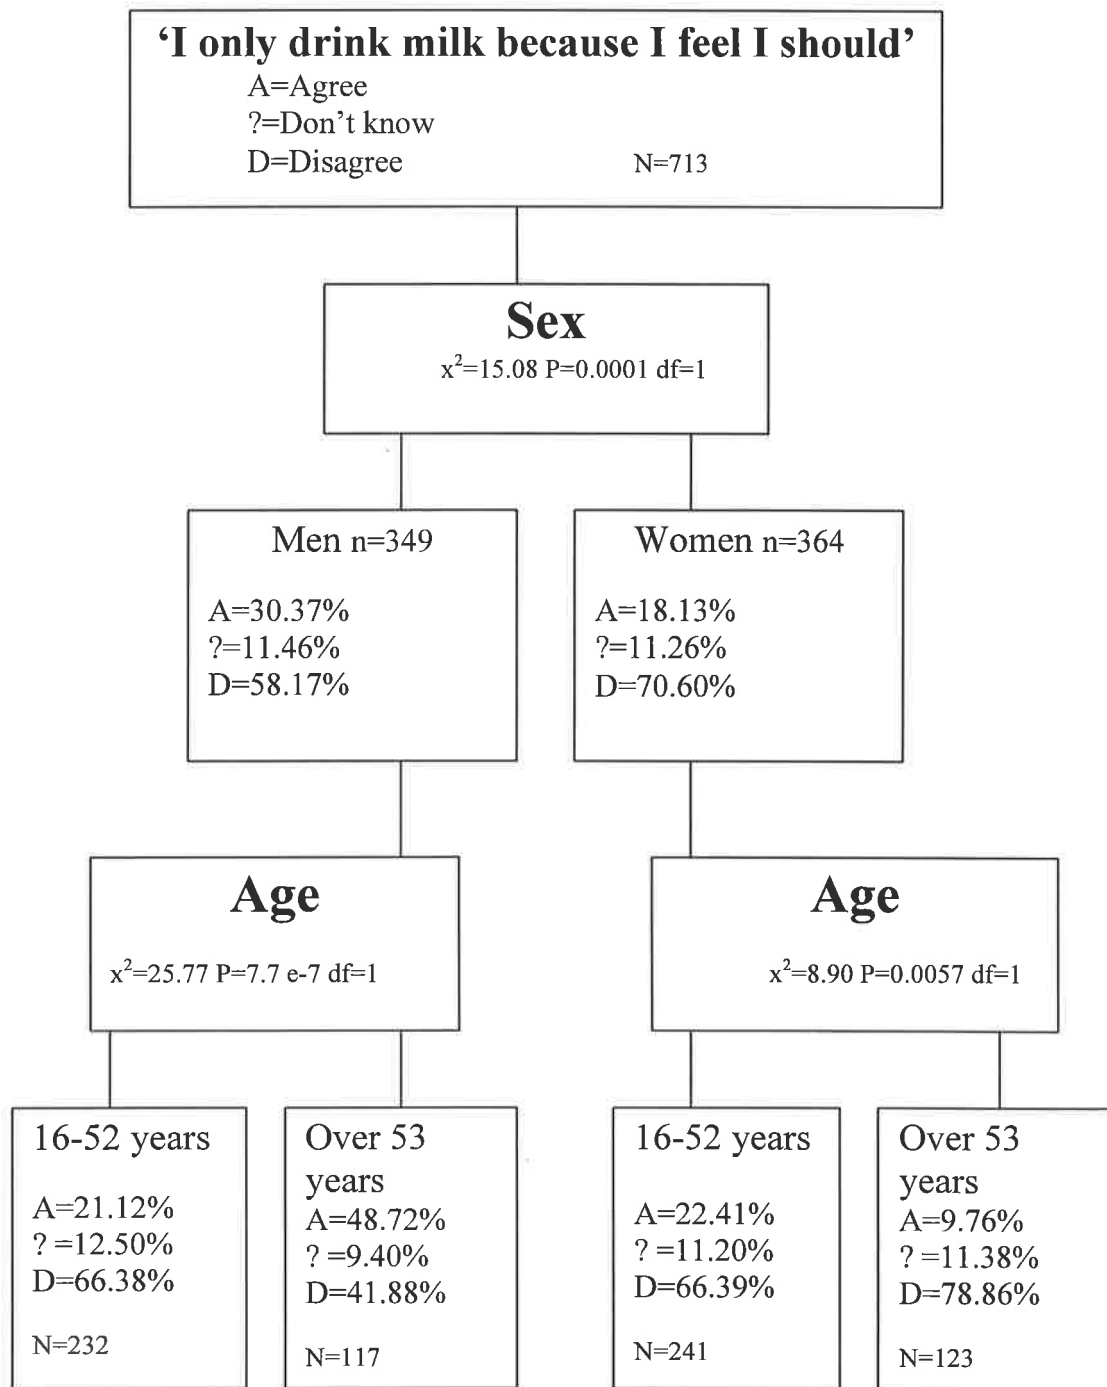 ‘I only drink milk because I feel I should’
A=Agree
?=Don’t know
D=Disagree N=713
Sex
x²=15.08 P=0.0001 df=1
Men n=349
A=30.37%
?=11.46%
D=58.17%
Women n=364
A=18.13%
?=11.26%
D=70.60%
Age
x²=25.77 P=7.7 e-7 df=1
Age
x²=8.90 P=0.0057 df=1
16-52 years
A=21.12%
? =12.50%
D=66.38%
N=232
Over 53
years
A=48.72%
? =9.40%
D=41.88%
N=117
16-52 years
A=22.41%
? =11.20%
D=66.39%
N=241
Over 53
years
A=9.76%
? =11.38%
D=78.86%
N=123